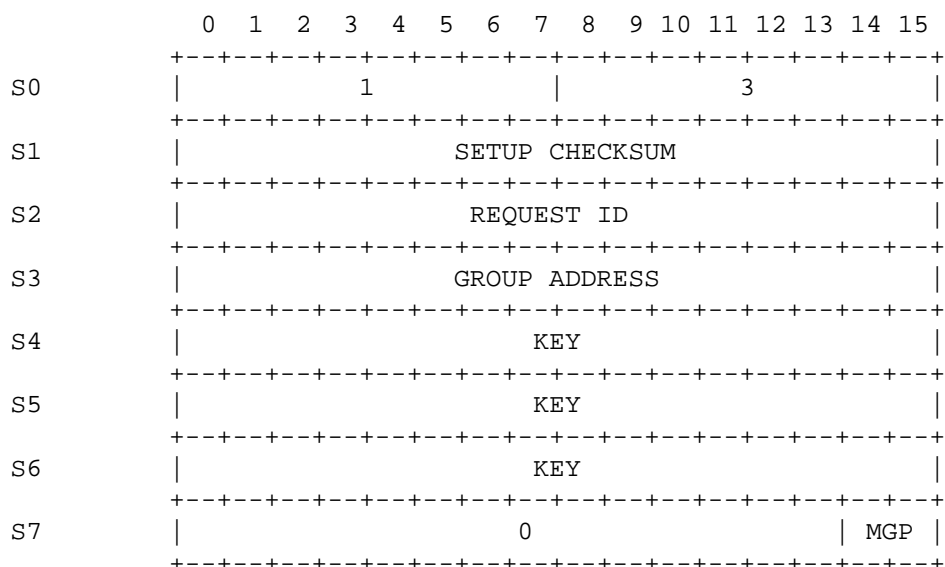 0 1 2 3 4 5 6 7 8 9 10 11 12 13 14 15
+--+--+--+--+--+--+--+--+--+--+--+--+--+--+--+--+
S0 | 1 | 3 |
+--+--+--+--+--+--+--+--+--+--+--+--+--+--+--+--+
S1 | SETUP CHECKSUM |
+--+--+--+--+--+--+--+--+--+--+--+--+--+--+--+--+
S2 | REQUEST ID |
+--+--+--+--+--+--+--+--+--+--+--+--+--+--+--+--+
S3 | GROUP ADDRESS |
+--+--+--+--+--+--+--+--+--+--+--+--+--+--+--+--+
S4 | KEY |
+--+--+--+--+--+--+--+--+--+--+--+--+--+--+--+--+
S5 | KEY |
+--+--+--+--+--+--+--+--+--+--+--+--+--+--+--+--+
S6 | KEY |
+--+--+--+--+--+--+--+--+--+--+--+--+--+--+--+--+
S7 | 0 | MGP |
+--+--+--+--+--+--+--+--+--+--+--+--+--+--+--+--+